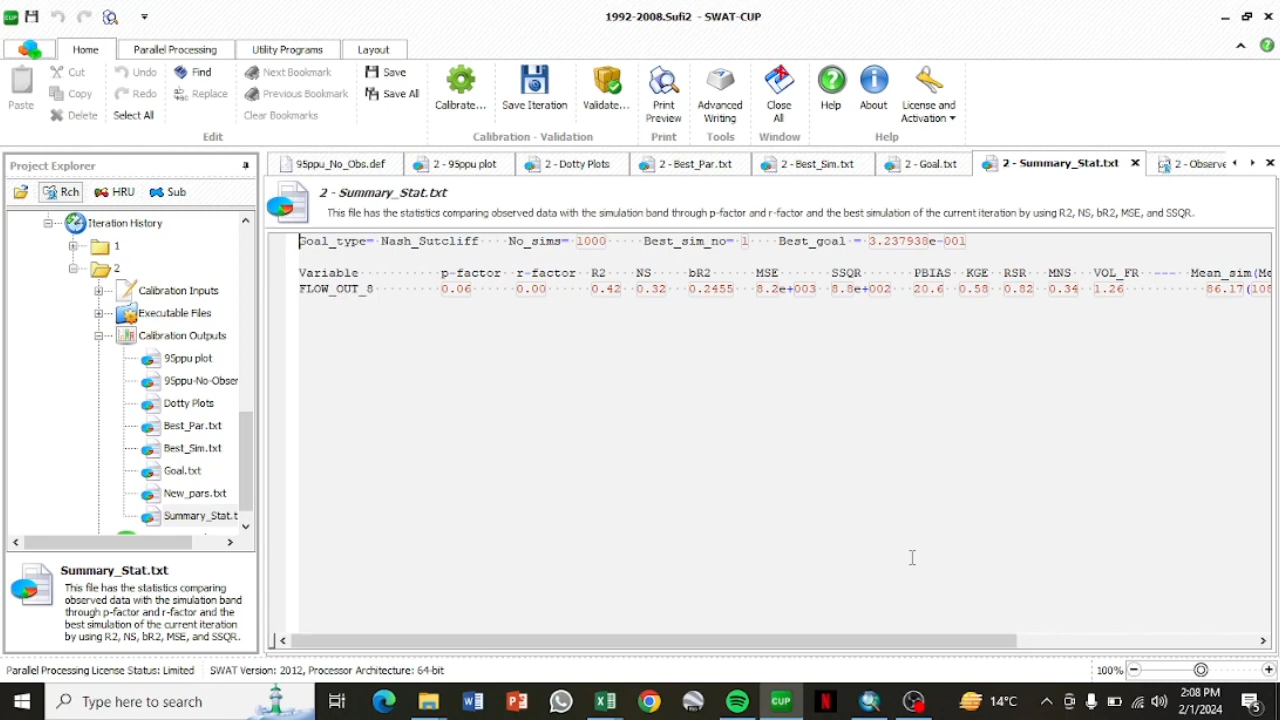 CUP
1992-2008.Sufi2 - SWAT-CUP
Home Parallel Processing Utility Programs Layout
Paste
Cut
Copy
Delete
Undo
Redo
Select All
Find
Replace
Edit
Next Bookmark
Previous Bookmark
Clear Bookmarks
Save
Save All
Calibrate...
Save Iteration
Validate...
Calibration - Validation
Print Preview
Print
Advanced Writing
Tools
Close All
Window
Help
About
License and Activation
Help
Project Explorer
Rch HRU Sub
Iteration History
1
2
Calibration Inputs
Executable Files
Calibration Outputs
95ppu plot
95ppu-No-Obser
Dotty Plots
Best_Par.txt
Best_Sim.txt
Goal.txt
New_pars.txt
Summary_Stat.t
Summary_Stat.txt
This file has the statistics comparing
observed data with the simulation band
through p-factor and r-factor and the
best simulation of the current iteration
by using R2, NS, bR2, MSE, and SSQR.
95ppu_No_Obs.def 2 - 95ppu plot 2 - Dotty Plots 2 - Best_Par.txt 2 - Best_Sim.txt 2 - Goal.txt 2 - Summary_Stat.txt 2 - Observe
2 - Summary_Stat.txt
This file has the statistics comparing observed data with the simulation band through p-factor and r-factor and the best simulation of the current iteration by using R2, NS, bR2, MSE, and SSQR.
Goal_type= Nash_Sutcliff No_sims= 1000 Best_sim_no= 1 Best_goal = 3.237938e-001
Variable p-factor r-factor R2 NS bR2 MSE SSQR PBIAS KGE RSR MNS VOL_FR --- Mean_sim(Me
FLOW_OUT_8 0.06 0.00 0.42 0.32 0.2455 8.2e+003 8.8e+002 20.6 0.58 0.82 0.34 1.26 86.17(108
Parallel Processing License Status: Limited SWAT Version: 2012, Processor Architecture: 64-bit 100%
Type here to search
CUP
14°C
2:08 PM
2/1/2024
5